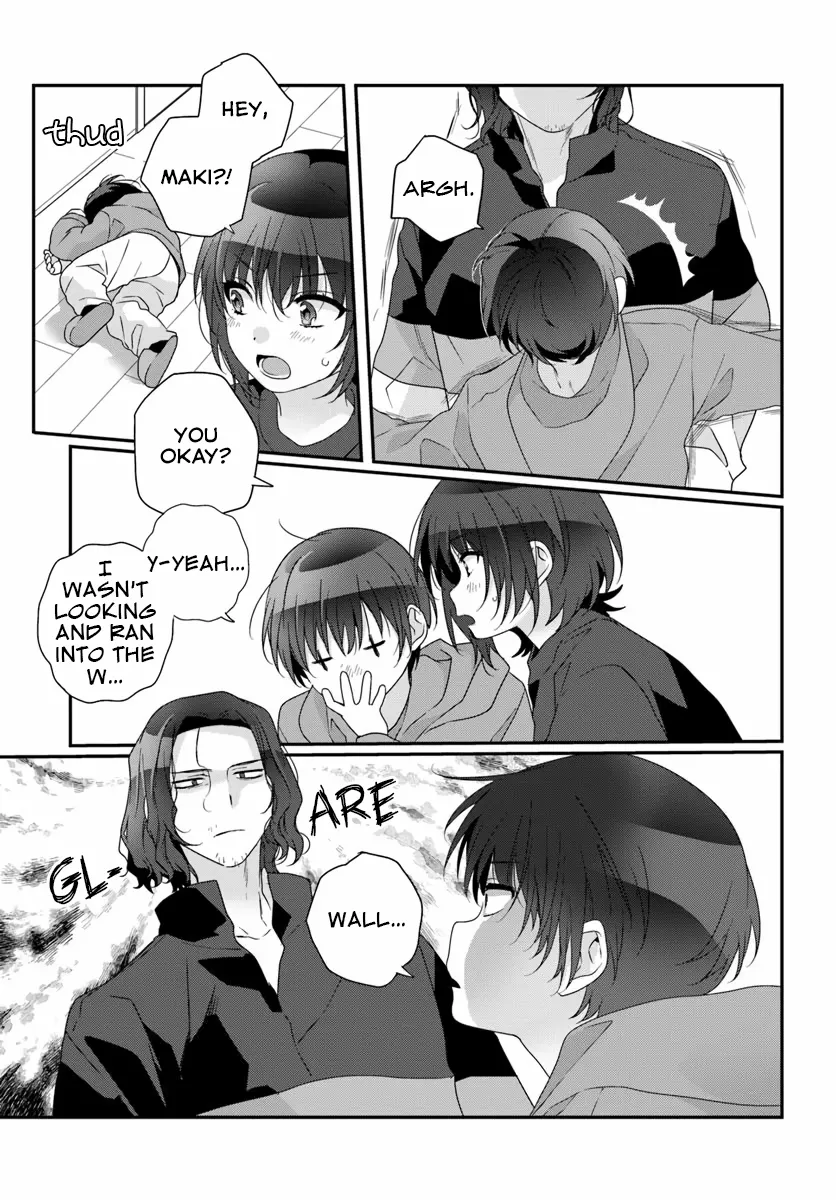 ARGH.
HEY,
MAKI?!
thud
YOU
OKAY?
Y-YEAH...
I
WASN'T
LOOKING
AND RAN
INTO THE
W...
GL-
ARE
WALL...